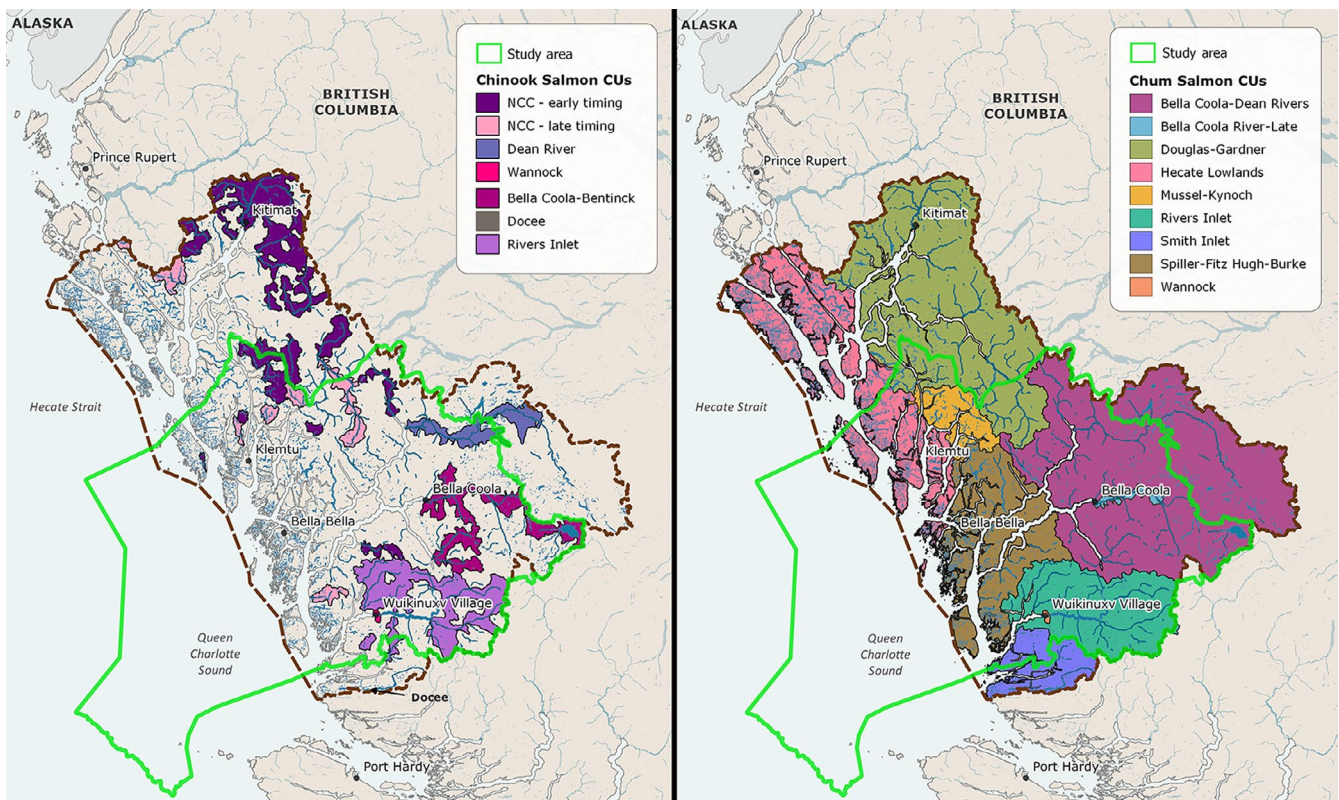 ALASKA
BRITISH
COLUMBIA
Prince Rupert
Kitimat
Hecate Strait
Klemtu
Bella Coola
Bella Bella
Wuikinuxv Village
Queen
Charlotte
Sound
Docee
Port Hardy
Study area
Chinook Salmon CUs
NCC - early timing
NCC - late timing
Dean River
Wannock
Bella Coola-Bentinck
Docee
Rivers Inlet
ALASKA
BRITISH
COLUMBIA
Prince Rupert
Kitimat
Hecate Strait
Klemtu
Bella Coola
Bella Bella
Wuikinuxv Village
Queen
Charlotte
Sound
Port Hardy
Study area
Chum Salmon CUs
Bella Coola-Dean Rivers
Bella Coola River-Late
Douglas-Gardner
Hecate Lowlands
Mussel-Kynoch
Rivers Inlet
Smith Inlet
Spiller-Fitz Hugh-Burke
Wannock